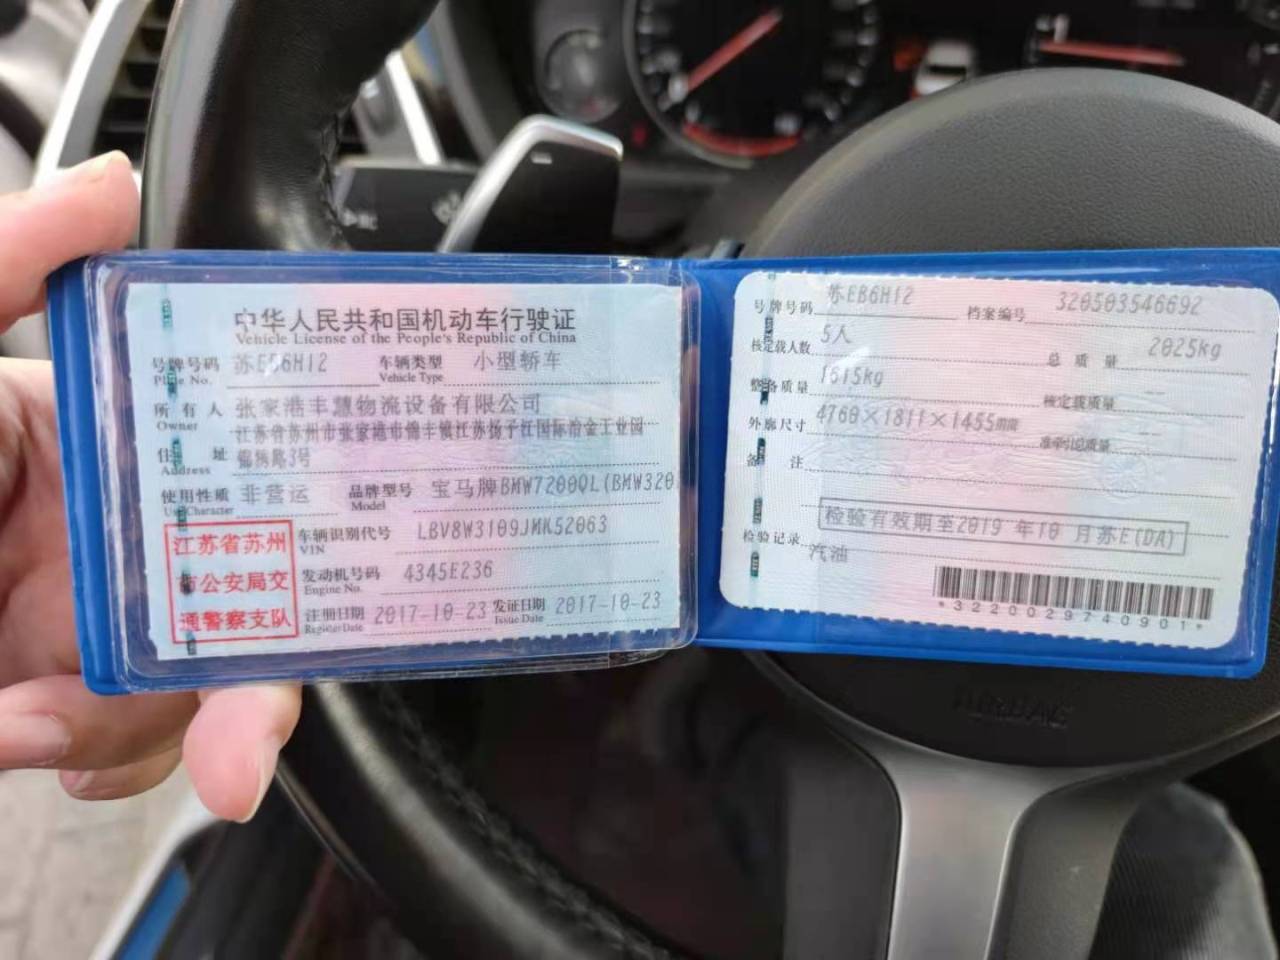 中华人民共和国机动车行驶证
Vehicle License of the People's Republic of China
号牌号码 苏EB6H12 车辆类型 小型轿车
Plate No. Vehicle Type
所有人 张家港丰慧物流设备有限公司
Owner
江苏省苏州市张家港市锦丰镇江苏扬子江国际冶金工业园
住址 锦绣路3号
Address
使用性质 非营运 品牌型号 宝马牌BMW7200QL(BMW320
Use Character Model
江苏省苏州
市公安局交
通警察支队
车辆识别代号 LBV8W3109JMK52063
VIN
发动机号码 4345E236
Engine No.
注册日期 2017-10-23 发证日期 2017-10-23
Register Date Issue Date
号牌号码 苏EB6H12 档案编号 320503546692
核定载人数 5人 总质量 2025kg
整备质量 1615kg 核定载质量 --
外廓尺寸 4760×1811×1455mm 准牵引总质量 --
备注
检验有效期至2019 年10 月苏E(DA)
检验记录
汽油
*3220029740901*